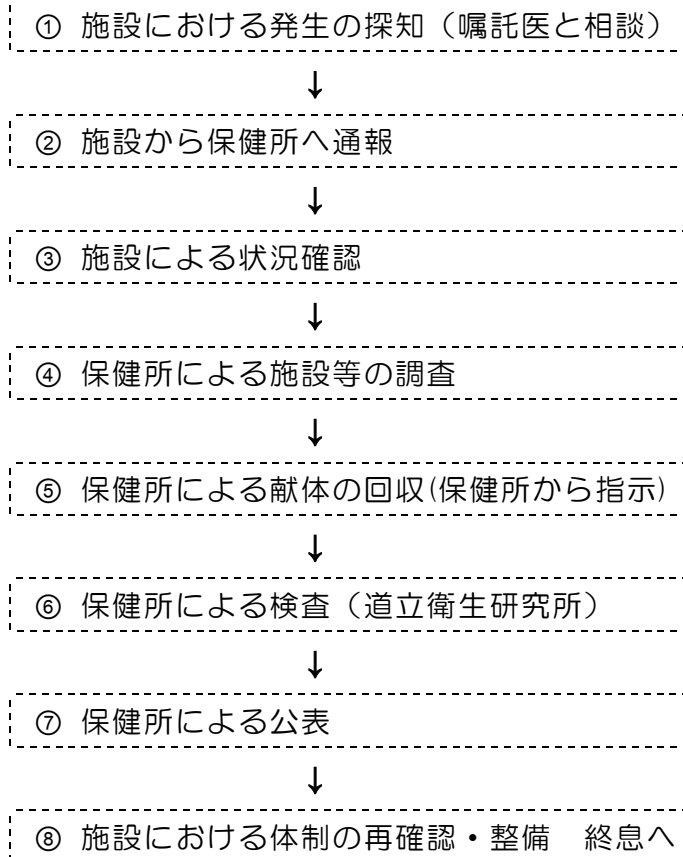 ① 施設における発生の探知（嘱託医と相談）
↓
② 施設から保健所へ通報
↓
③ 施設による状況確認
↓
④ 保健所による施設等の調査
↓
⑤ 保健所による献体の回収(保健所から指示)
↓
⑥ 保健所による検査（道立衛生研究所）
↓
⑦ 保健所による公表
↓
⑧ 施設における体制の再確認・整備　終息へ